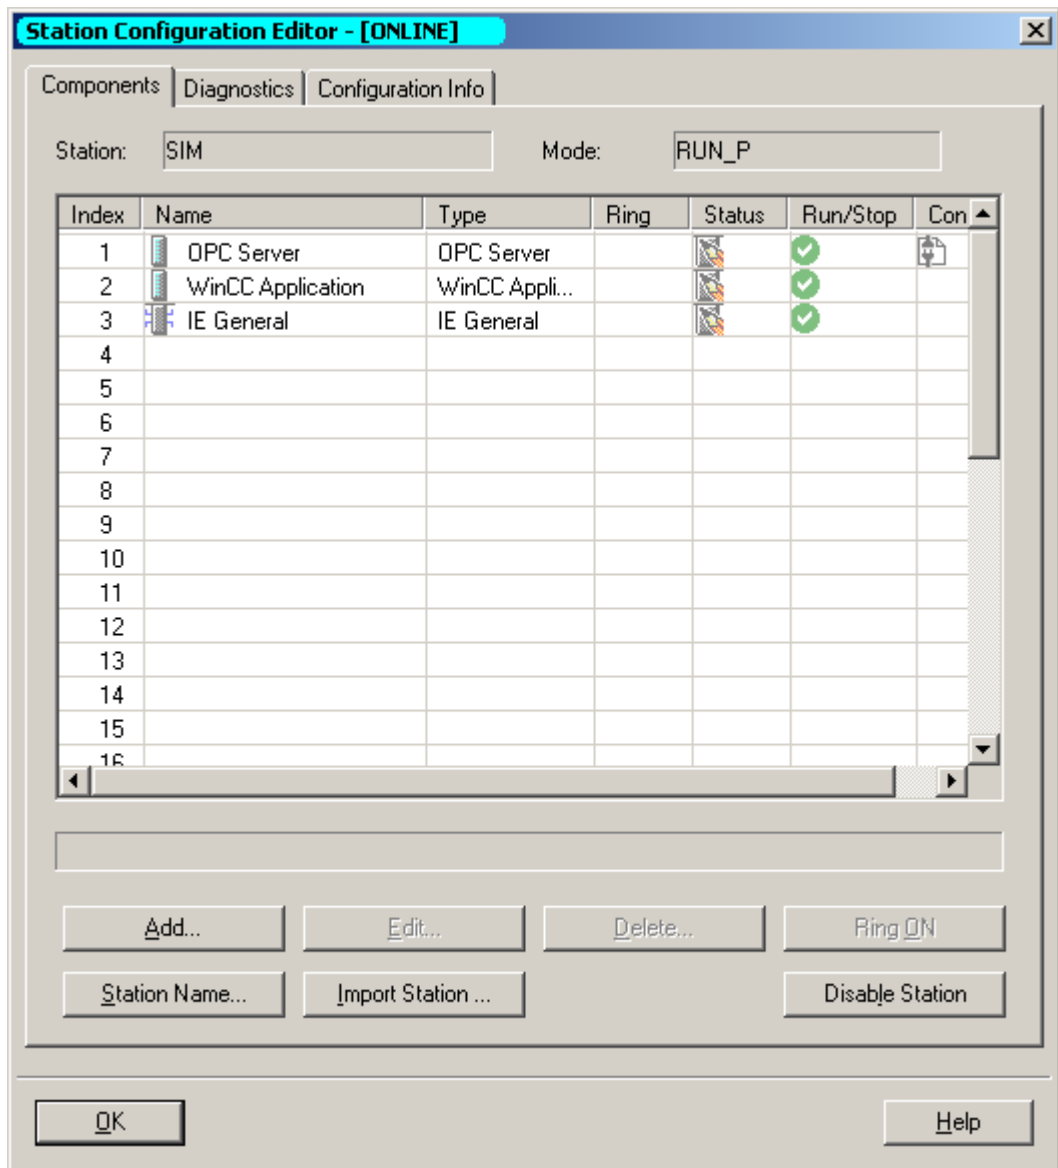 Station Configuration Editor - [ONLINE]
Components Diagnostics Configuration Info
Station: SIM Mode: RUN_P
Index Name Type Ring Status Run/Stop Con
1 OPC Server OPC Server
2 WinCC Application WinCC Appli...
3 IE General IE General
4
5
6
7
8
9
10
11
12
13
14
15
16
Add... Edit... Delete... Ring ON
Station Name... Import Station ... Disable Station
OK Help